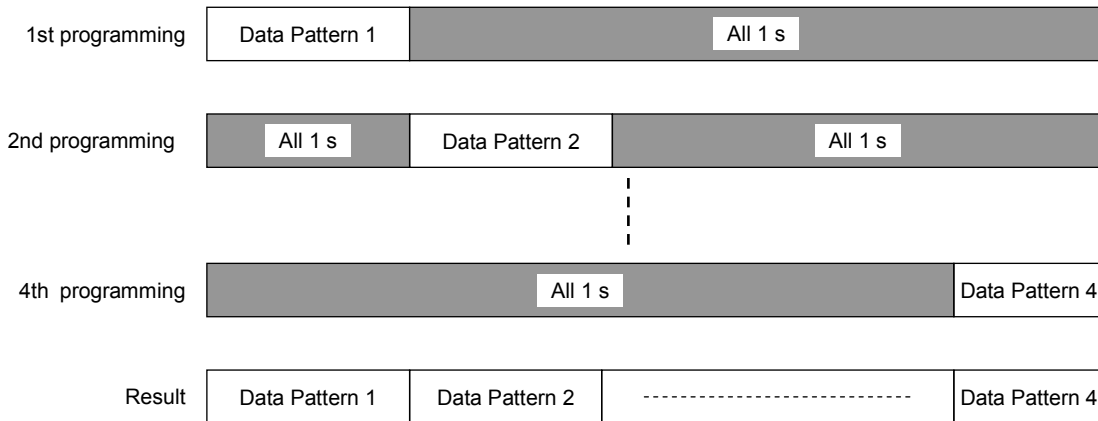 1st programming Data Pattern 1 All 1 s
2nd programming All 1 s Data Pattern 2 All 1 s
4th programming All 1 s Data Pattern 4
Result Data Pattern 1 Data Pattern 2 Data Pattern 4